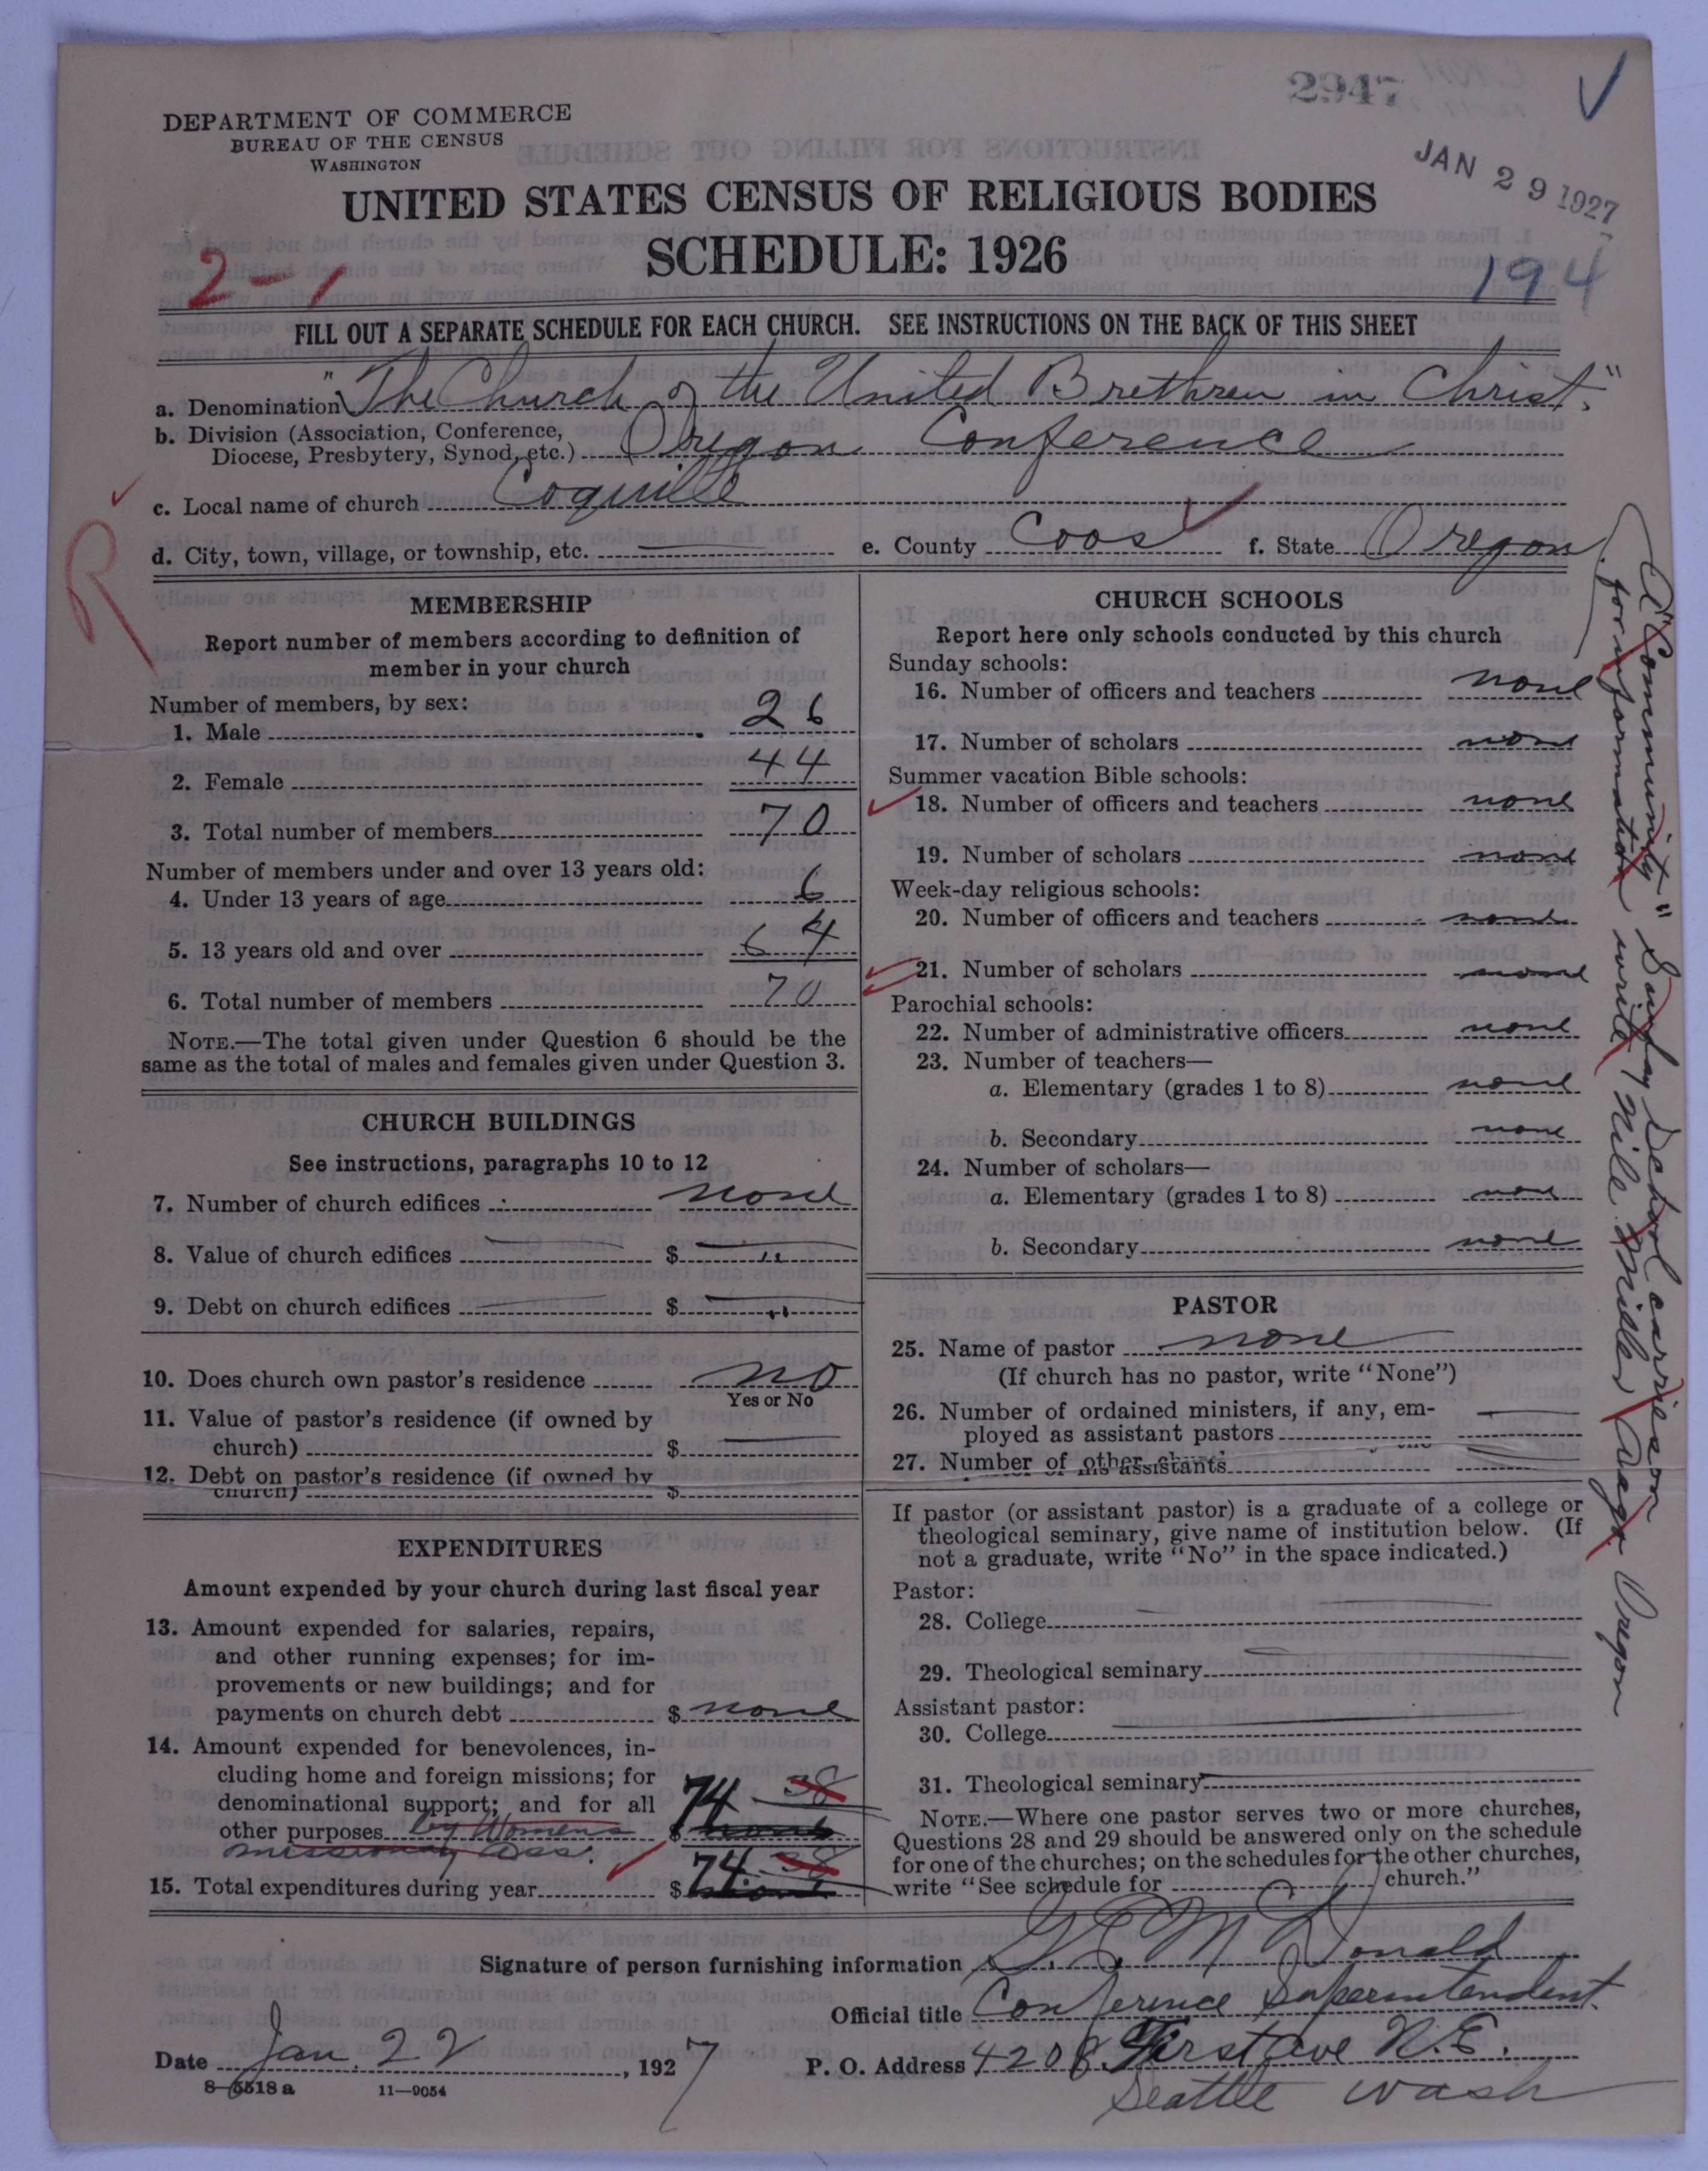 2947
JAN 29 1927
DEPARTMENT OF COMMERCE
BUREAU OF THE CENSUS
WASHINGTON
UNITED STATES CENSUS OF RELIGIOUS BODIES
SCHEDULE: 1926
2-1
194
FILL OUT A SEPARATE SCHEDULE FOR EACH CHURCH. SEE INSTRUCTIONS ON THE BACK OF THIS SHEET
a. Denomination "The Church of the United Brethren in Christ."
b. Division (Association, Conference,
Diocese, Presbytery, Synod, etc.) Oregon Conference
c. Local name of church Coquille
d. City, town, village, or township, etc. — e. County Coos f. State Oregon
R
MEMBERSHIP
Report number of members according to definition of
member in your church
Number of members, by sex:
1. Male 26
2. Female 44
3. Total number of members 70
Number of members under and over 13 years old:
4. Under 13 years of age 6
5. 13 years old and over 64
6. Total number of members 70
NOTE.—The total given under Question 6 should be the
same as the total of males and females given under Question 3.
CHURCH BUILDINGS
See instructions, paragraphs 10 to 12
7. Number of church edifices none
8. Value of church edifices $ "
9. Debt on church edifices $ "
10. Does church own pastor's residence no
Yes or No
11. Value of pastor's residence (if owned by
church) $ —
12. Debt on pastor's residence (if owned by
church) $
EXPENDITURES
Amount expended by your church during last fiscal year
13. Amount expended for salaries, repairs,
and other running expenses; for im-
provements or new buildings; and for
payments on church debt $ none
14. Amount expended for benevolences, in-
cluding home and foreign missions; for
denominational support; and for all
other purposes by Women's $ 74.38
missionary Ass.
15. Total expenditures during year $ 74.38
CHURCH SCHOOLS
Report here only schools conducted by this church
Sunday schools:
16. Number of officers and teachers none
17. Number of scholars none
Summer vacation Bible schools:
18. Number of officers and teachers none
19. Number of scholars none
Week-day religious schools:
20. Number of officers and teachers none
21. Number of scholars none
Parochial schools:
22. Number of administrative officers none
23. Number of teachers—
a. Elementary (grades 1 to 8) none
b. Secondary none
24. Number of scholars—
a. Elementary (grades 1 to 8) none
b. Secondary none
PASTOR
25. Name of pastor none
(If church has no pastor, write "None")
26. Number of ordained ministers, if any, em-
ployed as assistant pastors —
27. Number of other assistants
If pastor (or assistant pastor) is a graduate of a college or
theological seminary, give name of institution below. (If
not a graduate, write "No" in the space indicated.)
Pastor:
28. College
29. Theological seminary
Assistant pastor:
30. College
31. Theological seminary
NOTE.—Where one pastor serves two or more churches,
Questions 28 and 29 should be answered only on the schedule
for one of the churches; on the schedules for the other churches,
write "See schedule for church."
A "Community" Sunday School carries on
for information write, Nile Miller Arago Oregon
Signature of person furnishing information G. E. McDonald
Official title Conference Superintendent
Date Jan. 22, 1927 P. O. Address 4208 First ave N.E.
Seattle Wash
8-5518 a 11—9054